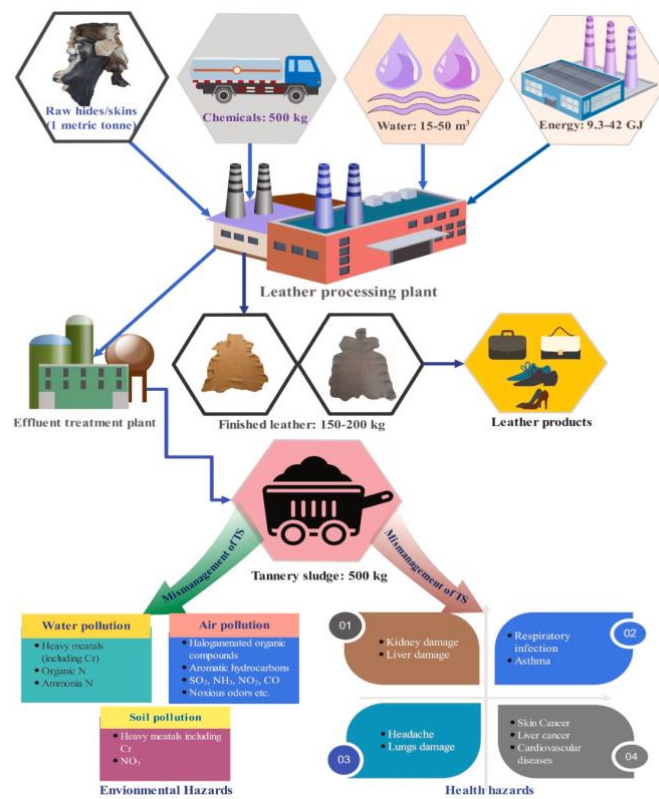 Raw hides/skins
(1 metric tonne)
Chemicals: 500 kg
Water: 15-50 m³
Energy: 9.3-42 GJ
Leather processing plant
Effluent treatment plant
Finished leather: 150-200 kg
Leather products
Tannery sludge: 500 kg
Mismanagement of TS
Mismanagement of TS
Water pollution
• Heavy meatals
(including Cr)
• Organic N
• Ammonia N
Air pollution
• Haloganenated organic
compounds
• Aromatic hydrocarbons
• SO₂, NH₃, NO₂, CO
• Noxious odors etc.
Soil pollution
• Heavy meatals including
Cr
• NO₃⁻
Envionmental Hazards
01
• Kidney damage
• Liver damage
• Respiratory
infection
• Asthma
02
03
• Headache
• Lungs damage
• Skin Cancer
• Liver cancer
• Cardiovascular
diseases
04
Health hazards